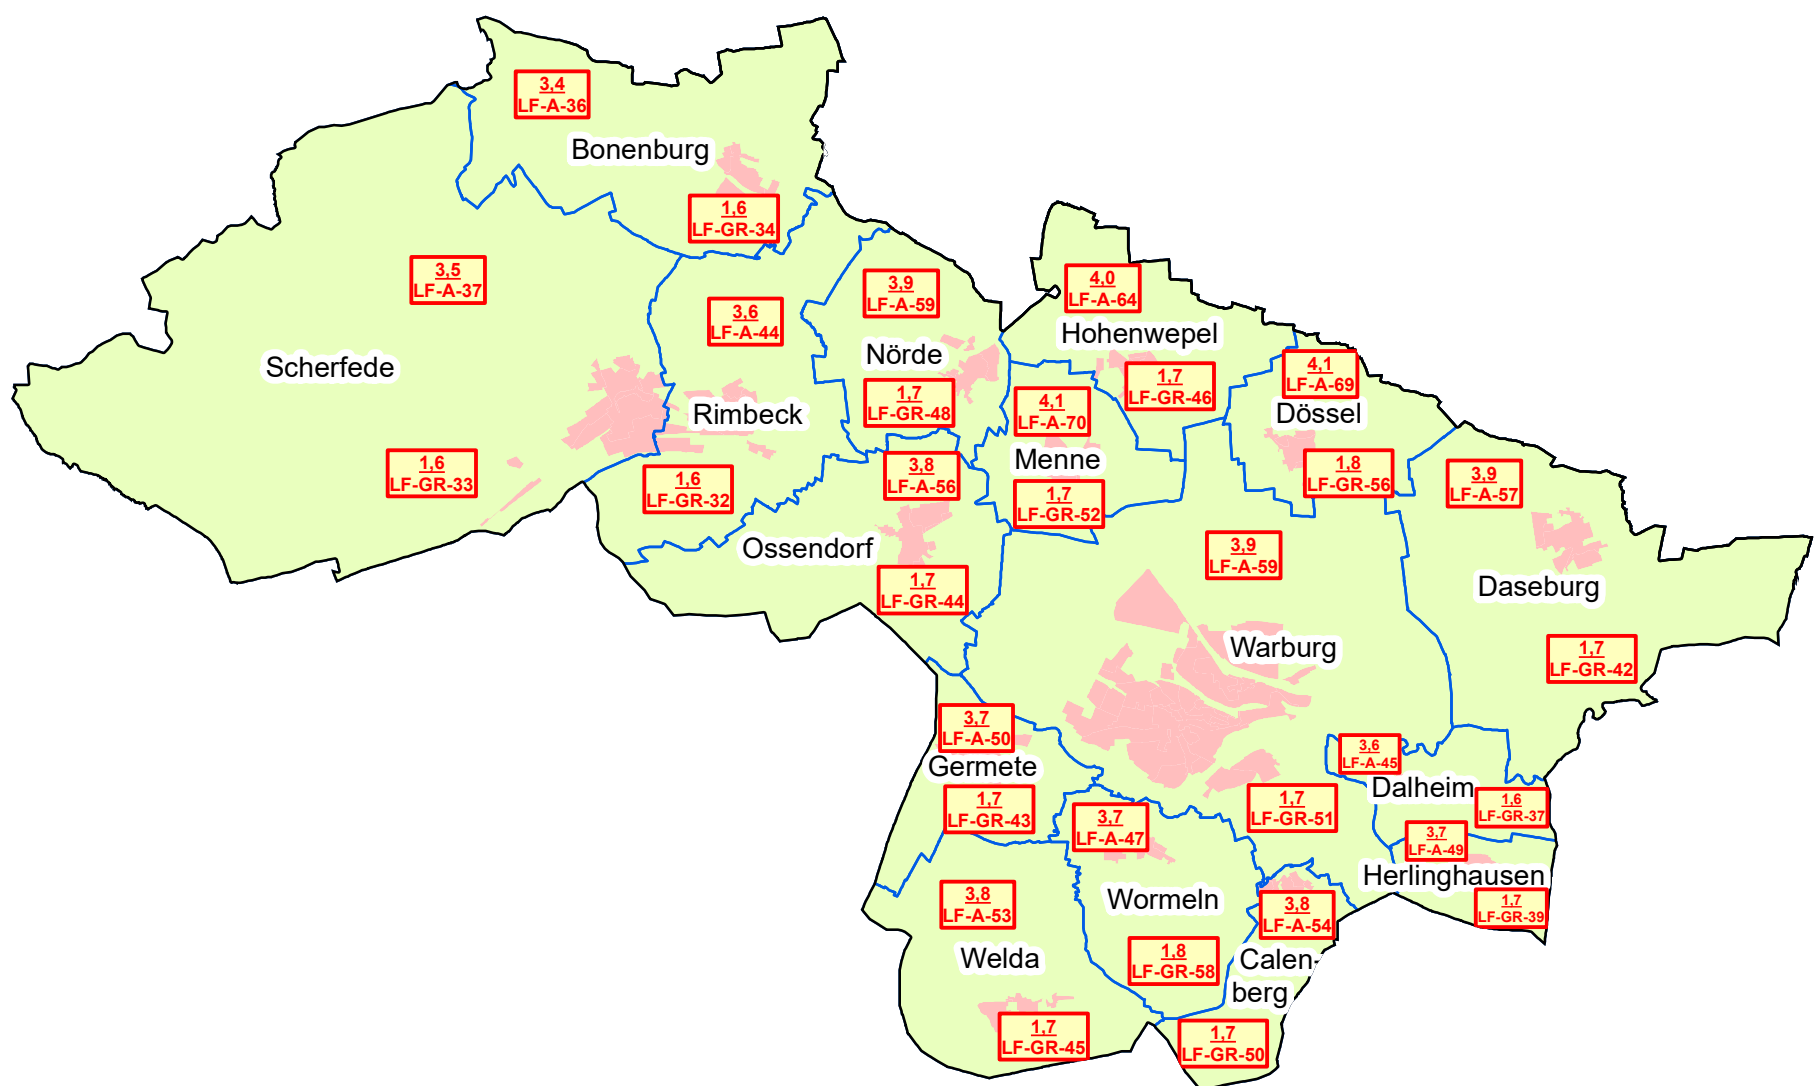 3,4
LF-A-36
Bonenburg
1,6
LF-GR-34
3,5
LF-A-37
Scherfede
1,6
LF-GR-33
3,6
LF-A-44
Rimbeck
1,6
LF-GR-32
3,9
LF-A-59
Nörde
1,7
LF-GR-48
4,0
LF-A-64
Hohenwepel
1,7
LF-GR-46
4,1
LF-A-70
Menne
1,7
LF-GR-52
4,1
LF-A-69
Dössel
1,8
LF-GR-56
3,8
LF-A-56
Ossendorf
1,7
LF-GR-44
3,9
LF-A-57
Daseburg
1,7
LF-GR-42
3,9
LF-A-59
Warburg
1,7
LF-GR-51
3,7
LF-A-50
Germete
1,7
LF-GR-43
3,6
LF-A-45
Dalheim
1,6
LF-GR-37
3,7
LF-A-49
Herlinghausen
1,7
LF-GR-39
3,7
LF-A-47
Wormeln
1,8
LF-GR-58
3,8
LF-A-54
Calen-
berg
1,7
LF-GR-50
3,8
LF-A-53
Welda
1,7
LF-GR-45